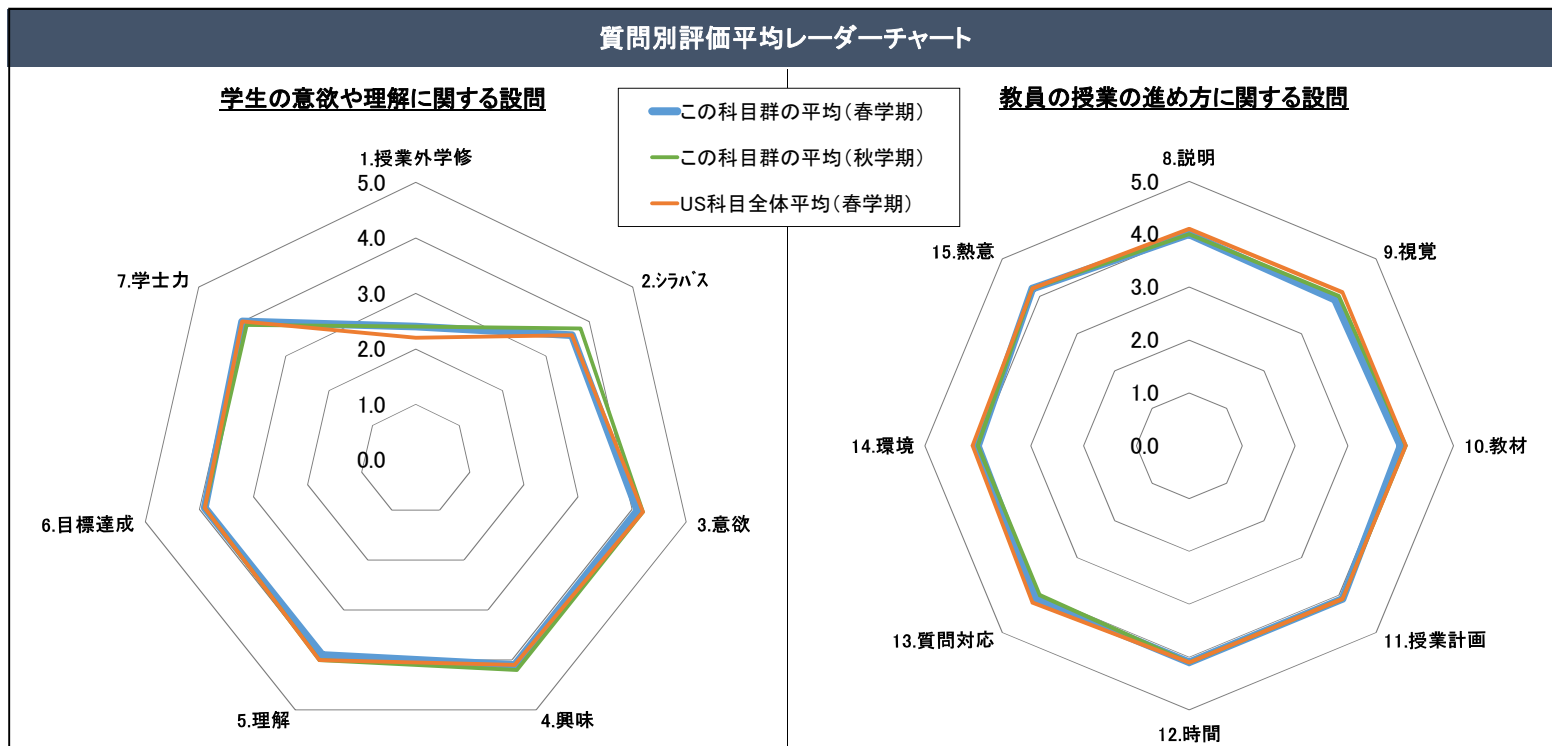 質問別評価平均レーダーチャート
学生の意欲や理解に関する設問
この科目群の平均(春学期)
この科目群の平均(秋学期)
US科目全体平均(春学期)
1.授業外学修
5.0
4.0
3.0
2.0
1.0
0.0
2.シラバス
3.意欲
4.興味
5.理解
6.目標達成
7.学士力
教員の授業の進め方に関する設問
8.説明
5.0
4.0
3.0
2.0
1.0
0.0
9.視覚
10.教材
11.授業計画
12.時間
13.質問対応
14.環境
15.熱意